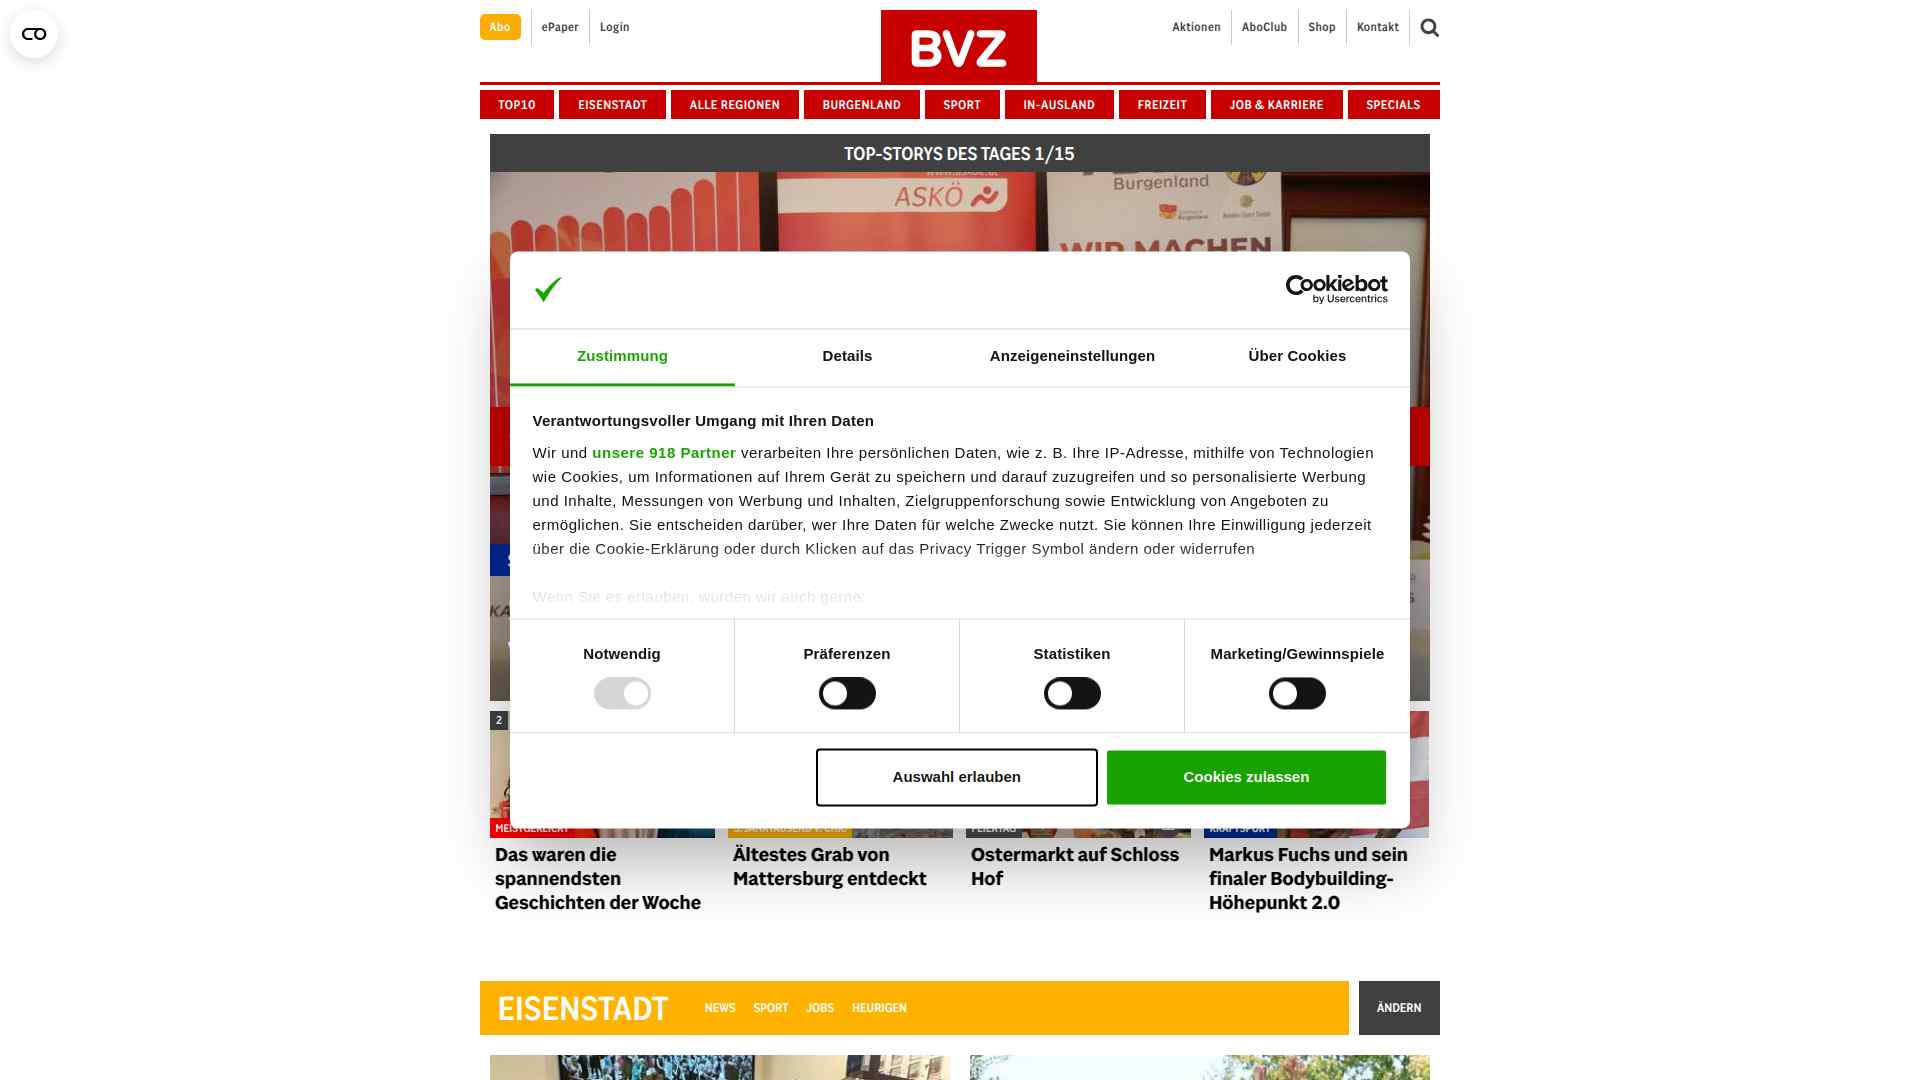 Abo
ePaper
Login
BVZ
Aktionen
AboClub
Shop
Kontakt
TOP10
EISENSTADT
ALLE REGIONEN
BURGENLAND
SPORT
IN-AUSLAND
FREIZEIT
JOB & KARRIERE
SPECIALS
TOP-STORYS DES TAGES 1/15
ASKÖ
Burgenland
WIR MACHEN
Cookiebot
by Usercentrics
Zustimmung
Details
Anzeigeneinstellungen
Über Cookies
Verantwortungsvoller Umgang mit Ihren Daten
Wir und unsere 918 Partner verarbeiten Ihre persönlichen Daten, wie z. B. Ihre IP-Adresse, mithilfe von Technologien
wie Cookies, um Informationen auf Ihrem Gerät zu speichern und darauf zuzugreifen und so personalisierte Werbung
und Inhalte, Messungen von Werbung und Inhalten, Zielgruppenforschung sowie Entwicklung von Angeboten zu
ermöglichen. Sie entscheiden darüber, wer Ihre Daten für welche Zwecke nutzt. Sie können Ihre Einwilligung jederzeit
über die Cookie-Erklärung oder durch Klicken auf das Privacy Trigger Symbol ändern oder widerrufen
Wenn Sie es erlauben, würden wir auch gerne:
Notwendig
Präferenzen
Statistiken
Marketing/Gewinnspiele
Auswahl erlauben
Cookies zulassen
2
MEISTGEKLICKT
3. JAHRTAUSEND V. CHR.
FEIERTAG
KRAFTSPORT
Das waren die
spannendsten
Geschichten der Woche
Ältestes Grab von
Mattersburg entdeckt
Ostermarkt auf Schloss
Hof
Markus Fuchs und sein
finaler Bodybuilding-
Höhepunkt 2.0
EISENSTADT
NEWS
SPORT
JOBS
HEURIGEN
ÄNDERN